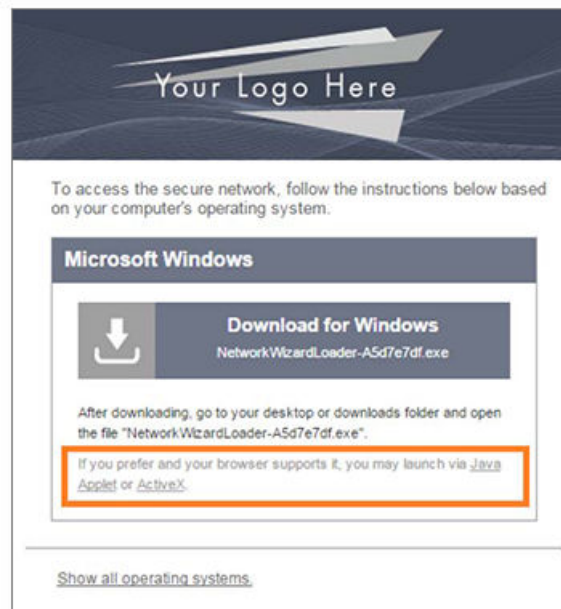 Your Logo Here
To access the secure network, follow the instructions below based
on your computer's operating system.
Microsoft Windows
Download for Windows
NetworkWizardLoader-A5d7e7df.exe
After downloading, go to your desktop or downloads folder and open
the file "NetworkWizardLoader-A5d7e7df.exe".
If you prefer and your browser supports it, you may launch via Java
Applet or ActiveX.
Show all operating systems.